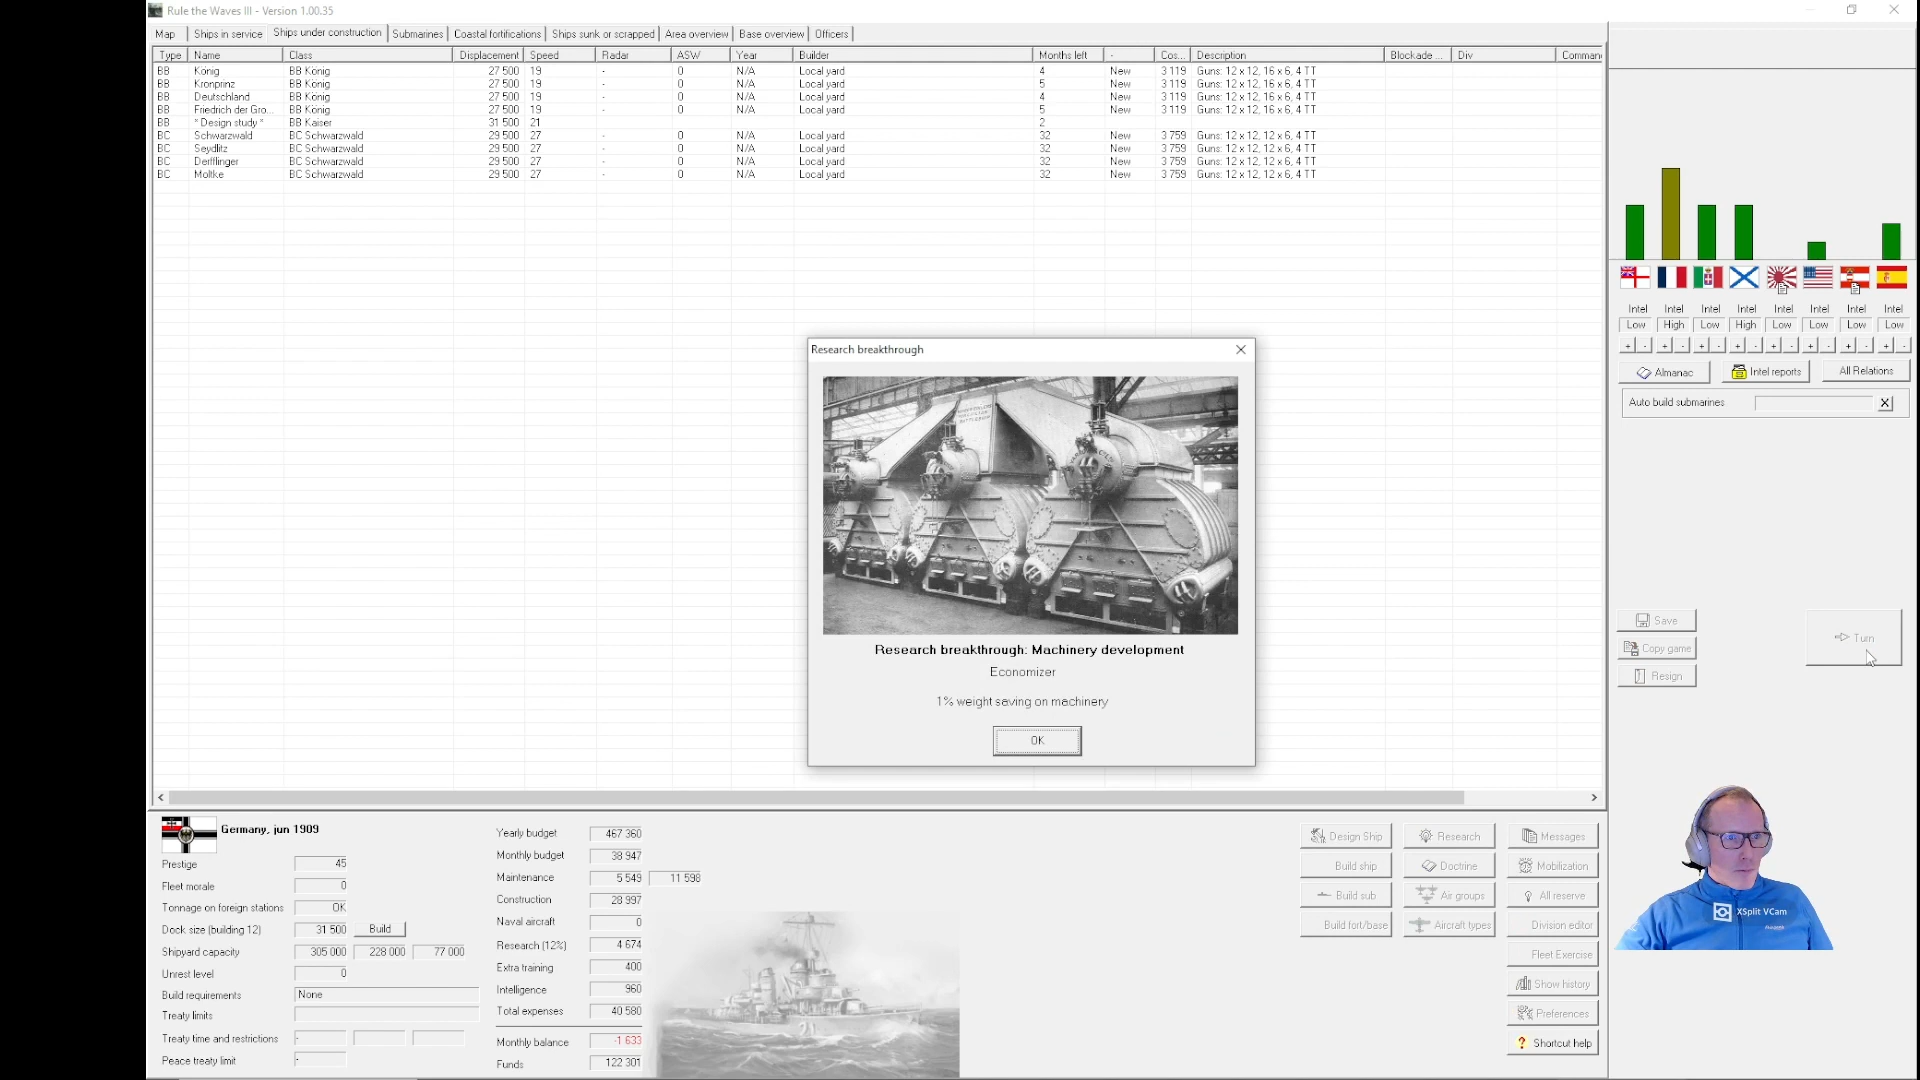 Rule the Waves III - Version 1.00.35
Map Ships in service Ships under construction Submarines Coastal fortifications Ships sunk or scrapped Area overview Base overview Officers
Type Name Class Displacement Speed Radar ASW Year Builder Months left - Cos... Description Blockade ... Div Comman
BB König BB König 27 500 19 - 0 N/A Local yard 4 New 3 119 Guns: 12 x 12, 16 x 6, 4 TT
BB Kronprinz BB König 27 500 19 - 0 N/A Local yard 5 New 3 119 Guns: 12 x 12, 16 x 6, 4 TT
BB Deutschland BB König 27 500 19 - 0 N/A Local yard 4 New 3 119 Guns: 12 x 12, 16 x 6, 4 TT
BB Friedrich der Gro... BB König 27 500 19 - 0 N/A Local yard 5 New 3 119 Guns: 12 x 12, 16 x 6, 4 TT
BB * Design study * BB Kaiser 31 500 21 2
BC Schwarzwald BC Schwarzwald 29 500 27 - 0 N/A Local yard 32 New 3 759 Guns: 12 x 12, 12 x 6, 4 TT
BC Seydlitz BC Schwarzwald 29 500 27 - 0 N/A Local yard 32 New 3 759 Guns: 12 x 12, 12 x 6, 4 TT
BC Derfflinger BC Schwarzwald 29 500 27 - 0 N/A Local yard 32 New 3 759 Guns: 12 x 12, 12 x 6, 4 TT
BC Moltke BC Schwarzwald 29 500 27 - 0 N/A Local yard 32 New 3 759 Guns: 12 x 12, 12 x 6, 4 TT
Intel Intel Intel Intel Intel Intel Intel Intel
Low High Low High Low Low Low Low
+ - + - + - + - + - + - + - + -
Almanac Intel reports All Relations
Auto build submarines X
Research breakthrough
Research breakthrough: Machinery development
Economizer
1% weight saving on machinery
OK
Save
Copy game
Resign
Turn
Germany, jun 1909
Prestige 45
Fleet morale 0
Tonnage on foreign stations OK
Dock size (building 12) 31 500 Build
Shipyard capacity 305 000 228 000 77 000
Unrest level 0
Build requirements None
Treaty limits
Treaty time and restrictions -
Peace treaty limit -
Yearly budget 467 360
Monthly budget 38 947
Maintenance 5 549 11 598
Construction 28 997
Naval aircraft 0
Research (12%) 4 674
Extra training 400
Intelligence 960
Total expenses 40 580
Monthly balance -1 633
Funds 122 301
Design Ship Research Messages
Build ship Doctrine Mobilization
Build sub Air groups All reserve
Build fort/base Aircraft types Division editor
Fleet Exercise
Show history
Preferences
? Shortcut help
XSplit VCam